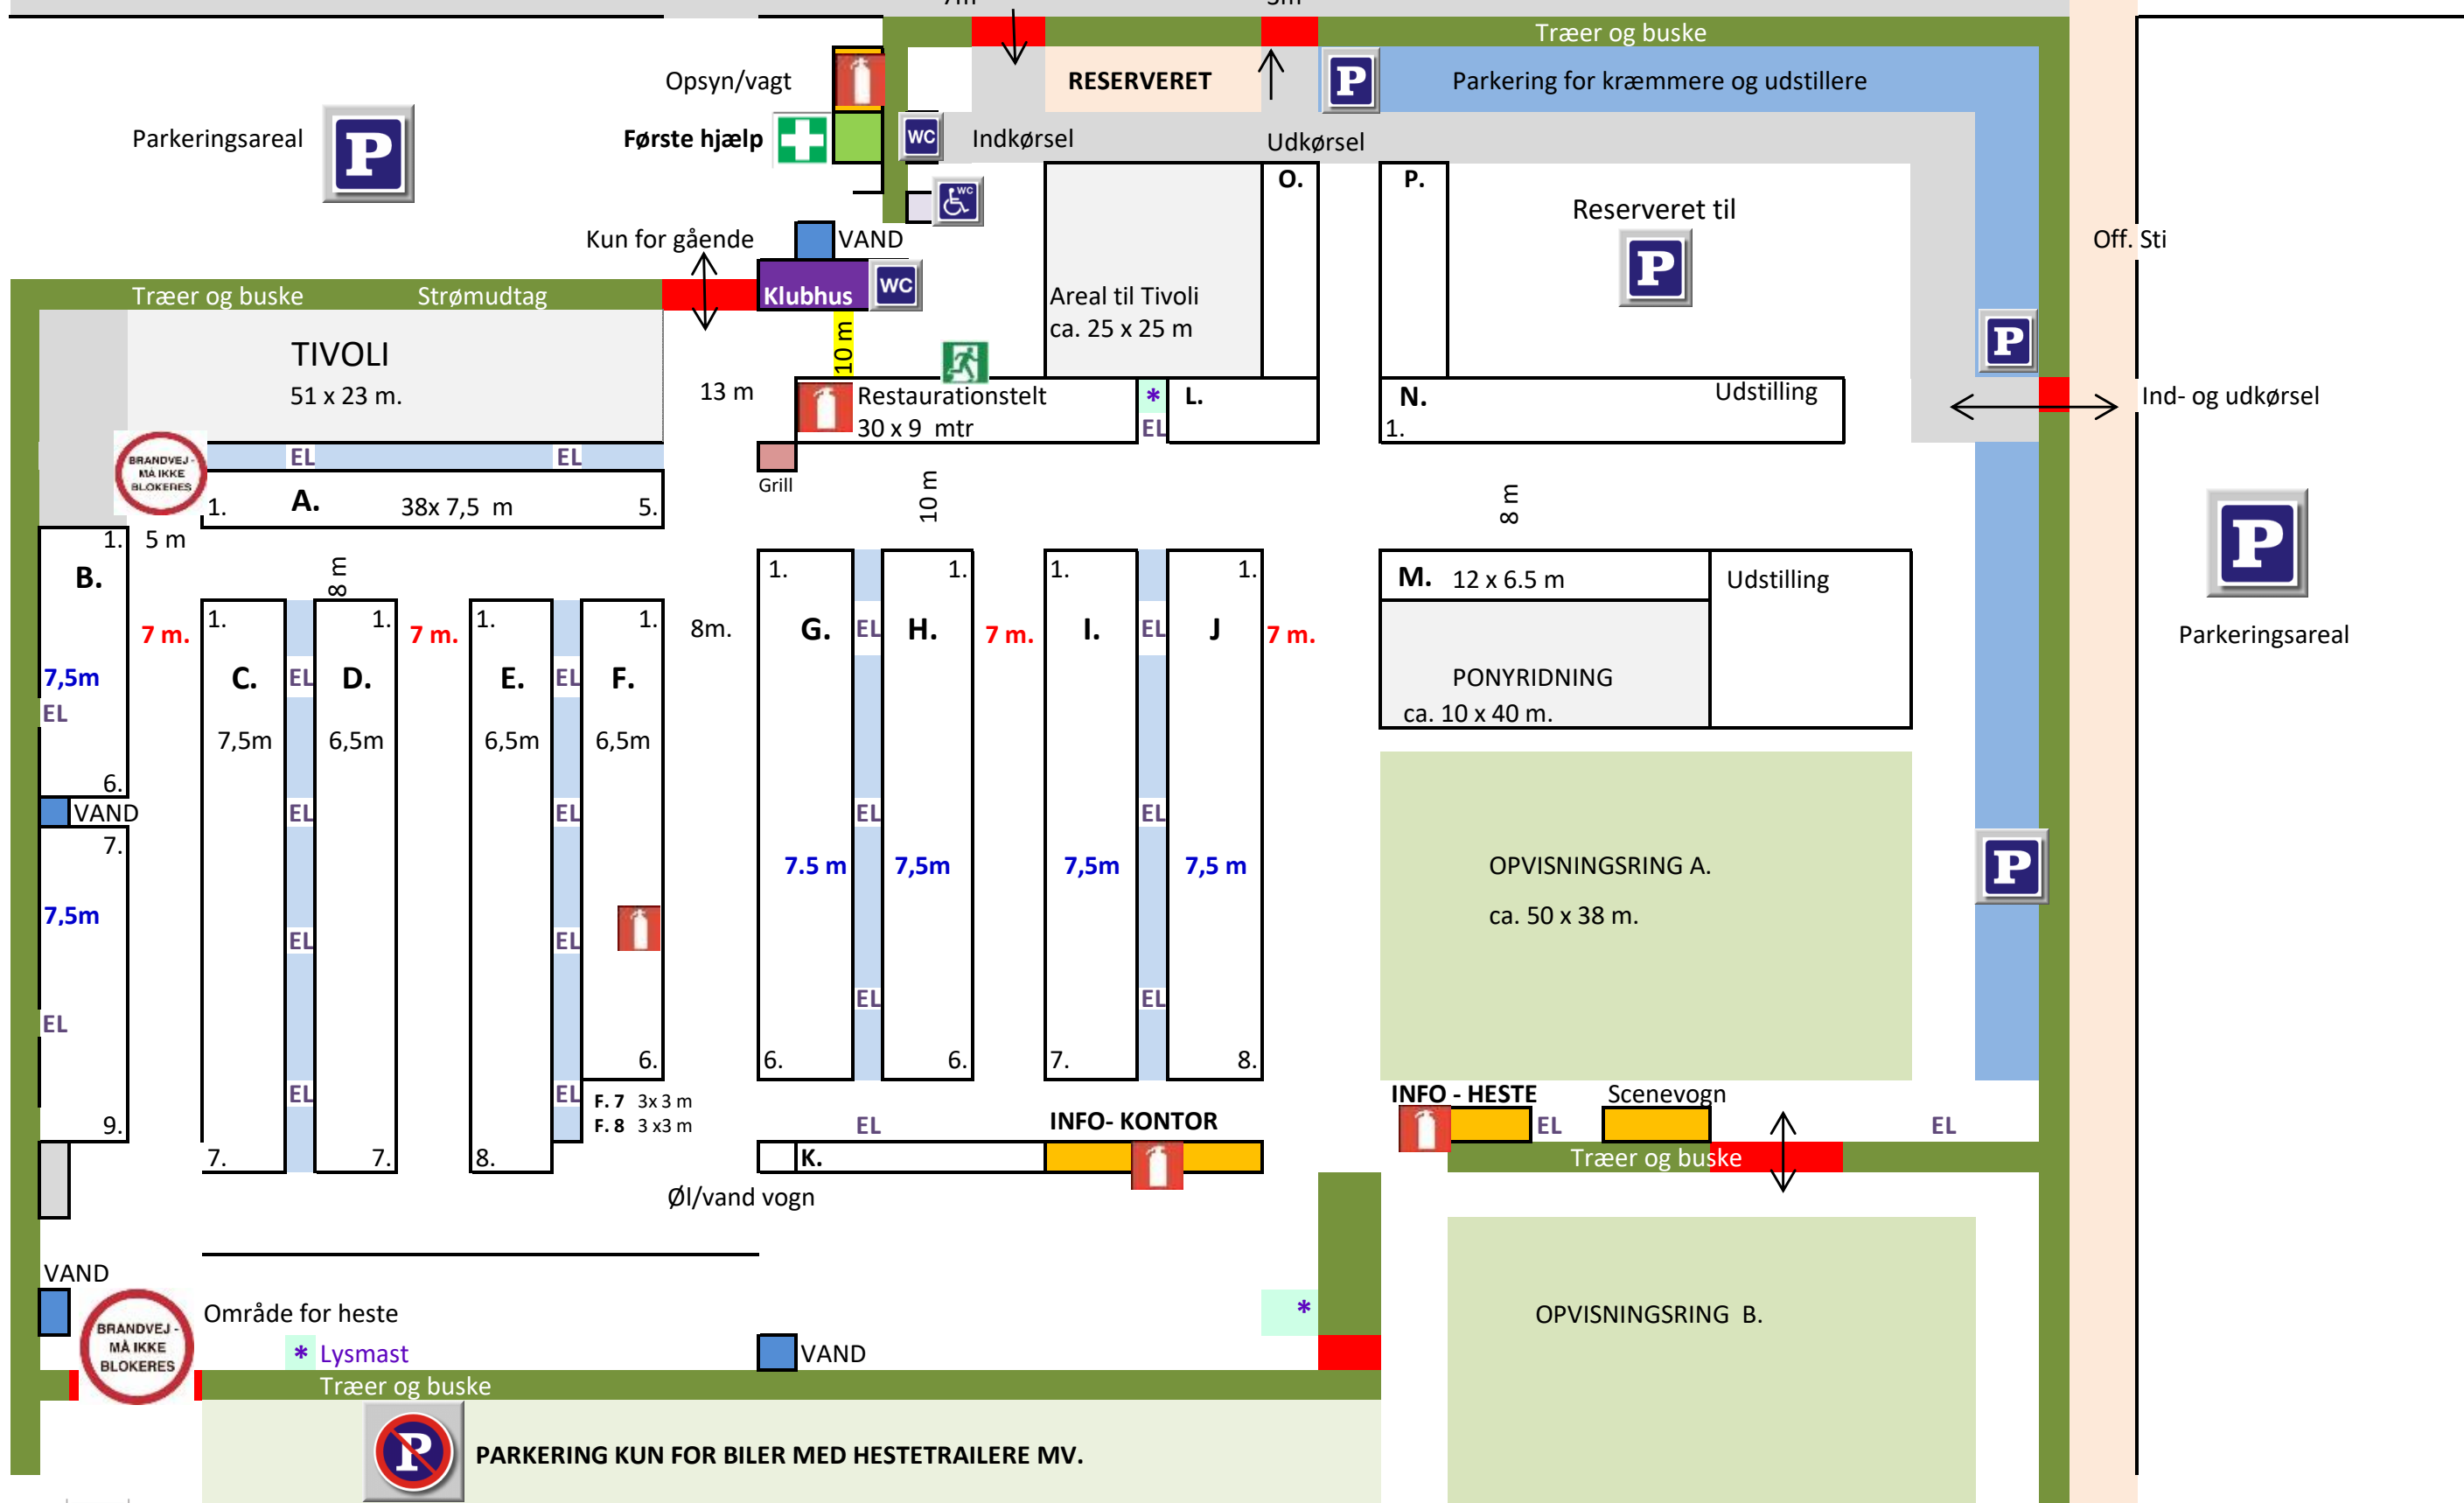 7m
3m
Træer og buske
Opsyn/vagt
RESERVERET
P
Parkering for kræmmere og udstillere
Parkeringsareal
P
Første hjælp
WC
Indkørsel
Udkørsel
WC
O.
P.
Reserveret til
P
Kun for gående
VAND
Off. Sti
Træer og buske
Strømudtag
Klubhus
WC
Areal til Tivoli
ca. 25 x 25 m
10 m
P
TIVOLI
51 x 23 m.
13 m
Restaurationstelt
30 x 9 mtr
*
EL
L.
N.
1.
Udstilling
Ind- og udkørsel
BRANDVEJ -
MÅ IKKE
BLOKERES
EL
EL
Grill
1.
A.
38x 7,5 m
5.
10 m
8 m
P
Parkeringsareal
1.
5 m
B.
8 m
7 m.
1.
1.
7 m.
1.
1.
8m.
1.
1.
1.
1.
G.
EL
H.
7 m.
I.
EL
J
7 m.
M.
12 x 6.5 m
Udstilling
7,5m
EL
C.
EL
D.
E.
EL
F.
PONYRIDNING
ca. 10 x 40 m.
7,5m
6,5m
6,5m
6,5m
6.
VAND
7.
EL
EL
EL
EL
7.5 m
7,5m
7,5m
7,5 m
OPVISNINGSRING A.
ca. 50 x 38 m.
P
7,5m
EL
EL
EL
EL
EL
6.
6.
6.
7.
8.
EL
EL
F. 7 3x 3 m
F. 8 3 x3 m
9.
EL
INFO- KONTOR
INFO - HESTE
EL
Scenevogn
EL
7.
7.
8.
K.
Træer og buske
Øl/vand vogn
VAND
BRANDVEJ -
MÅ IKKE
BLOKERES
Område for heste
*
OPVISNINGSRING B.
* Lysmast
VAND
Træer og buske
P
PARKERING KUN FOR BILER MED HESTETRAILERE MV.